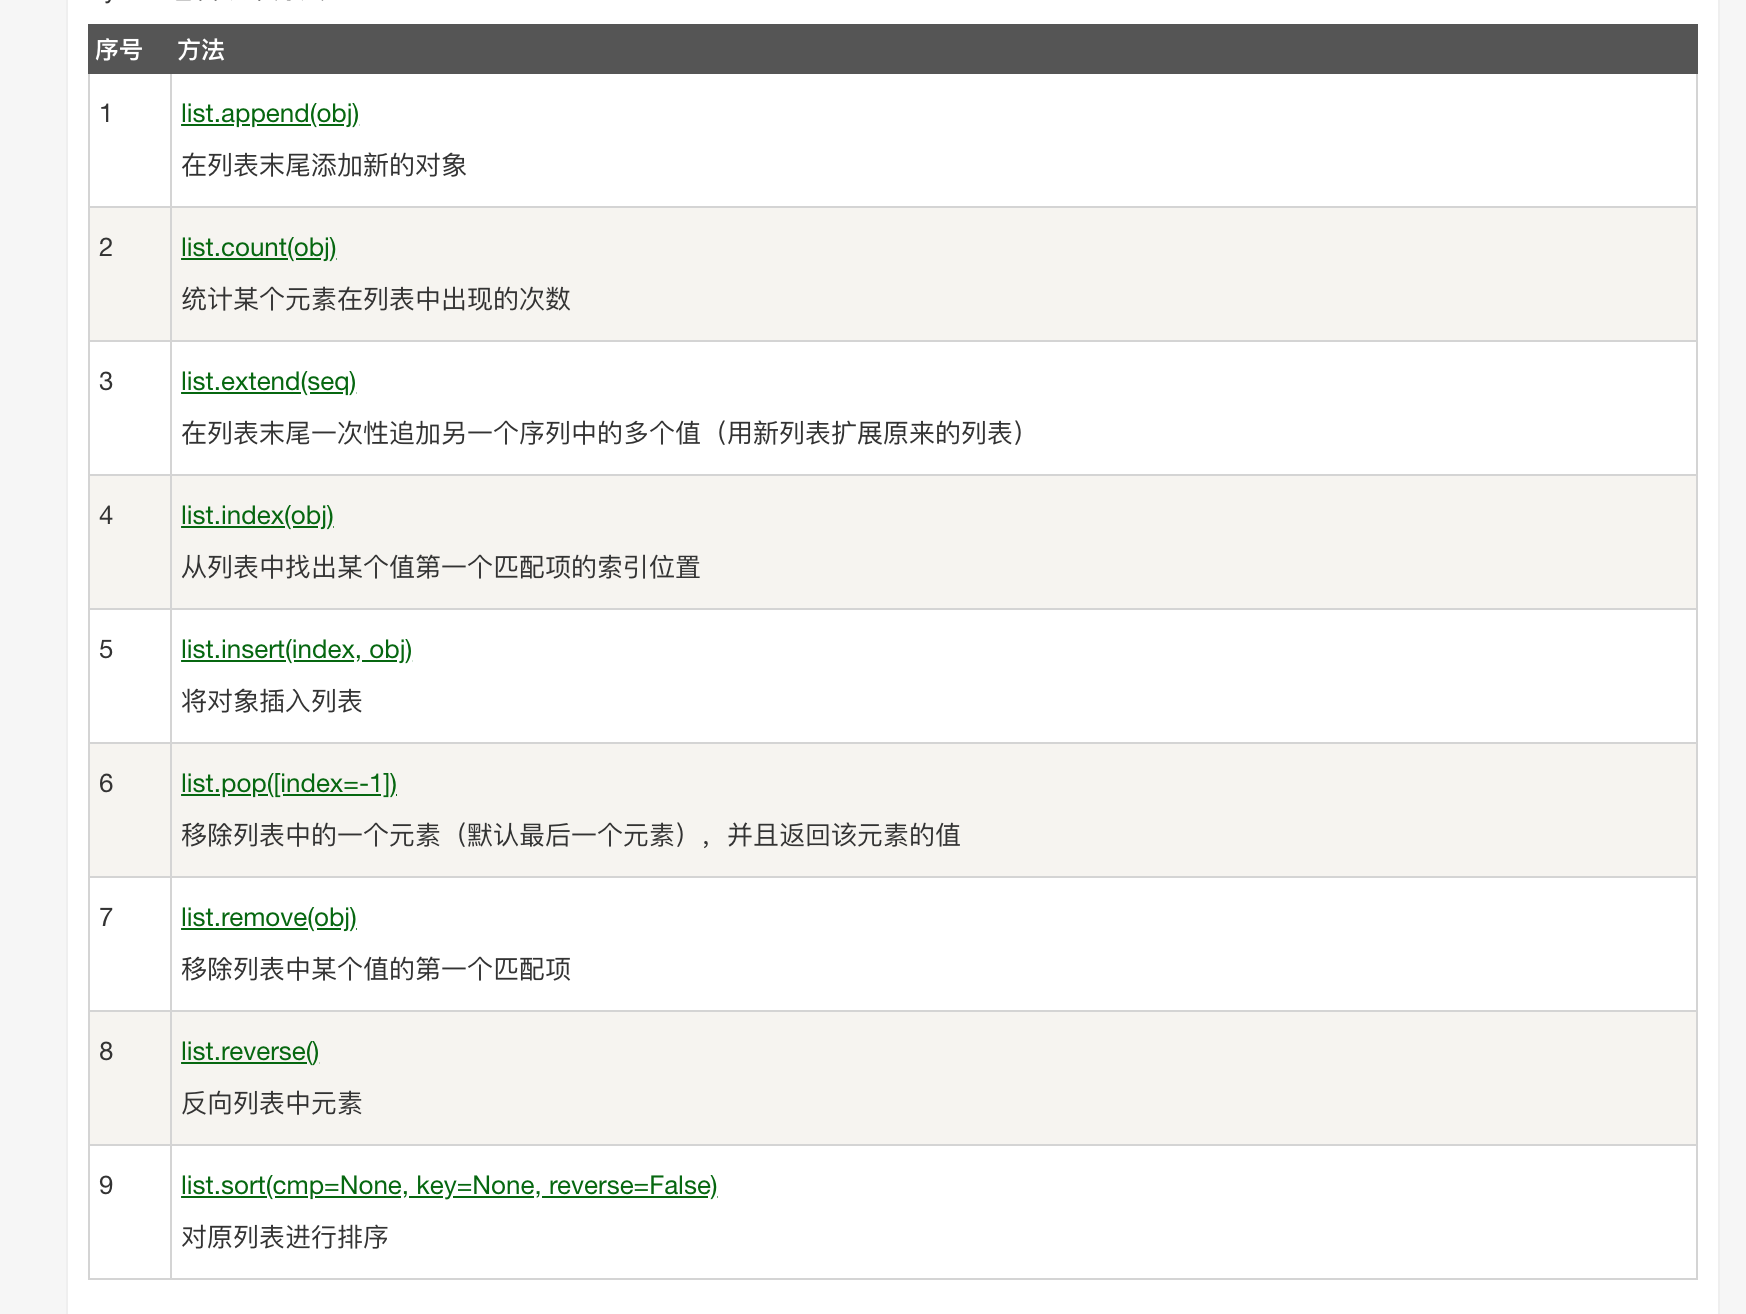 序号 方法
1 list.append(obj)
在列表末尾添加新的对象
2 list.count(obj)
统计某个元素在列表中出现的次数
3 list.extend(seq)
在列表末尾一次性追加另一个序列中的多个值（用新列表扩展原来的列表）
4 list.index(obj)
从列表中找出某个值第一个匹配项的索引位置
5 list.insert(index, obj)
将对象插入列表
6 list.pop([index=-1])
移除列表中的一个元素（默认最后一个元素），并且返回该元素的值
7 list.remove(obj)
移除列表中某个值的第一个匹配项
8 list.reverse()
反向列表中元素
9 list.sort(cmp=None, key=None, reverse=False)
对原列表进行排序